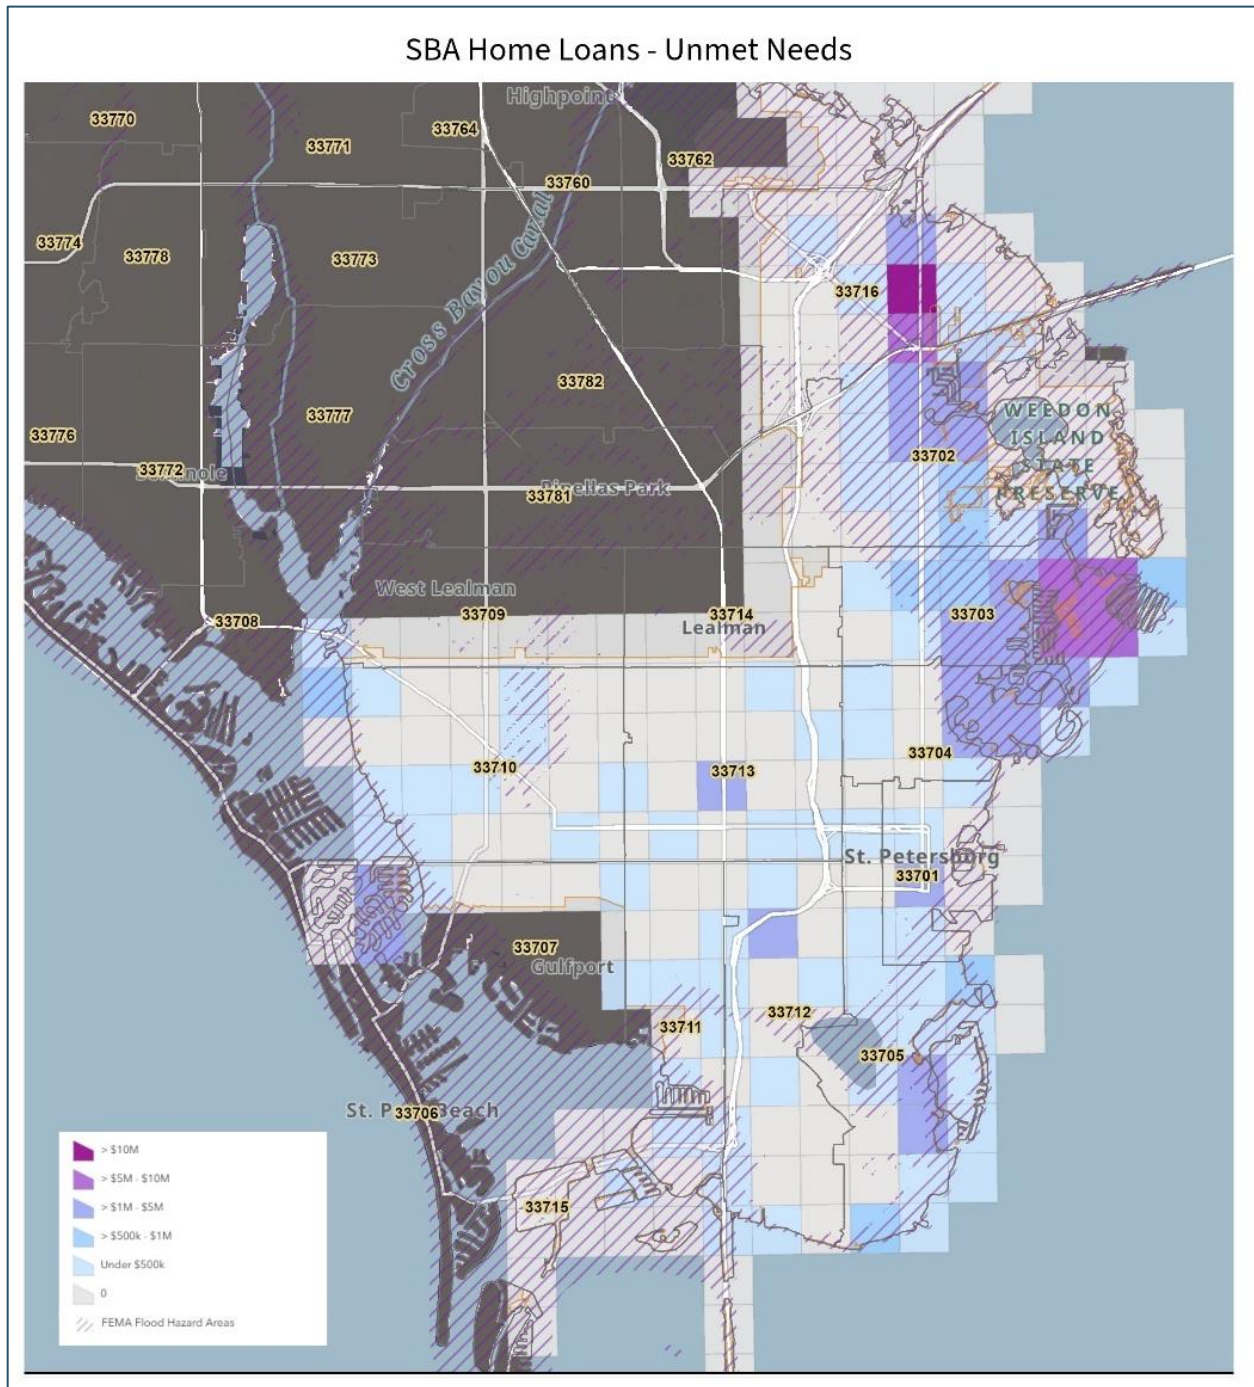 SBA Home Loans - Unmet Needs
Highpoint
33770
33764
33771
33762
33760
33774
33778
33773
Cross Bayou Canal
33716
33782
33777
WEEDON
ISLAND
STATE
PRESERVE
33776
33702
33772
33781
Pinellas Park
West Lealman
33708
33709
33714
33703
Lealman
33704
33710
33713
St. Petersburg
33701
33707
Gulfport
33712
33711
33705
St. Pete Beach
33706
33715
> $10M
> $5M - $10M
> $1M - $5M
> $500k - $1M
Under $500k
0
FEMA Flood Hazard Areas